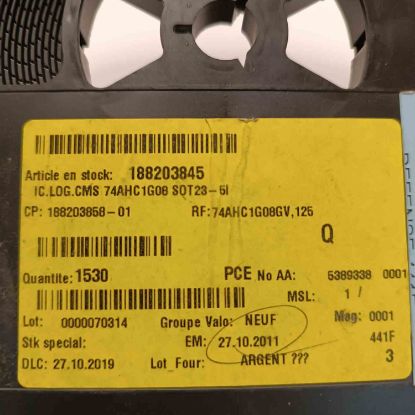 Article en stock: 188203845
IC.LOG.CMS 74AHC1G08 SOT23-5I
CP: 188203858-01 RF:74AHC1G08GV,125
Q
Quantite: 1530 PCE No AA: 5389338 0001
MSL: 1 /
Lot: 0000070314 Groupe Valo: NEUF Mag: 0001
Stk special: EM: 27.10.2011 441F
DLC: 27.10.2019 Lot_Four: ARGENT ??? 3